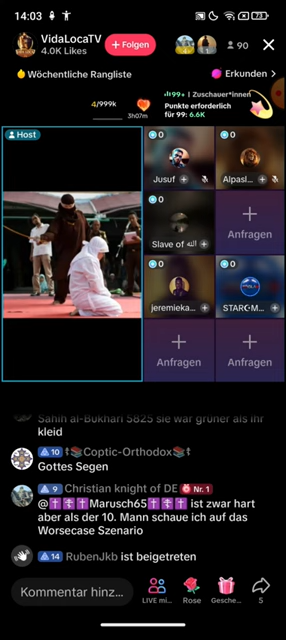 14:03
73
VidaLocaTV
4.0K Likes
+ Folgen
90
Wöchentliche Rangliste
Erkunden >
4/999k
3h07m
99+ | Zuschauer*innen
Punkte erforderlich
für 99: 6.6K
Host
0
Jusuf
0
Alpasl...
0
Slave of الله
Anfragen
0
jeremieka...
0
STAR☪M...
Anfragen
Anfragen
Sahih al-Bukhari 5825 sie war grüner als ihr
kleid
10 ⚕📚Coptic-Orthodox📚⚕
Gottes Segen
9 Christian knight of DE Nr. 1
@✝️✝️✝️Marusch65✝️✝️✝️ ist zwar hart
aber als der 10. Mann schaue ich auf das
Worsecase Szenario
14 RubenJkb ist beigetreten
Kommentar hinz...
LIVE mi...
Rose
Gesche...
5